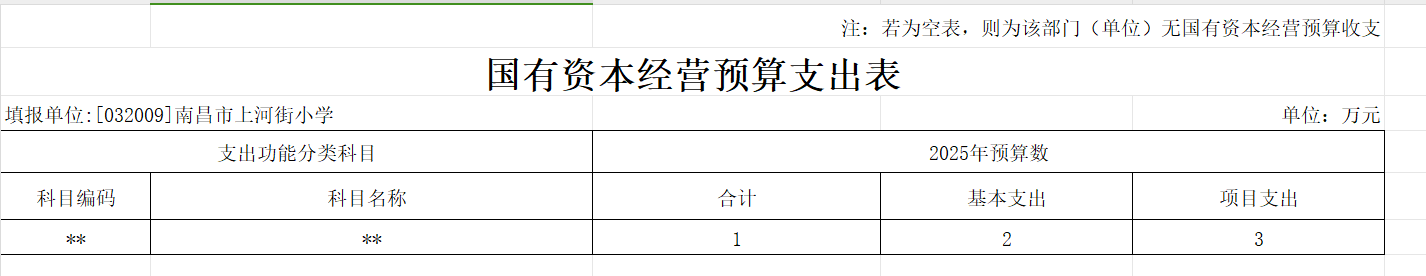 注：若为空表，则为该部门（单位）无国有资本经营预算收支
国有资本经营预算支出表
填报单位:[032009]南昌市上河街小学 单位：万元
支出功能分类科目 2025年预算数
科目编码 科目名称 合计 基本支出 项目支出
** ** 1 2 3